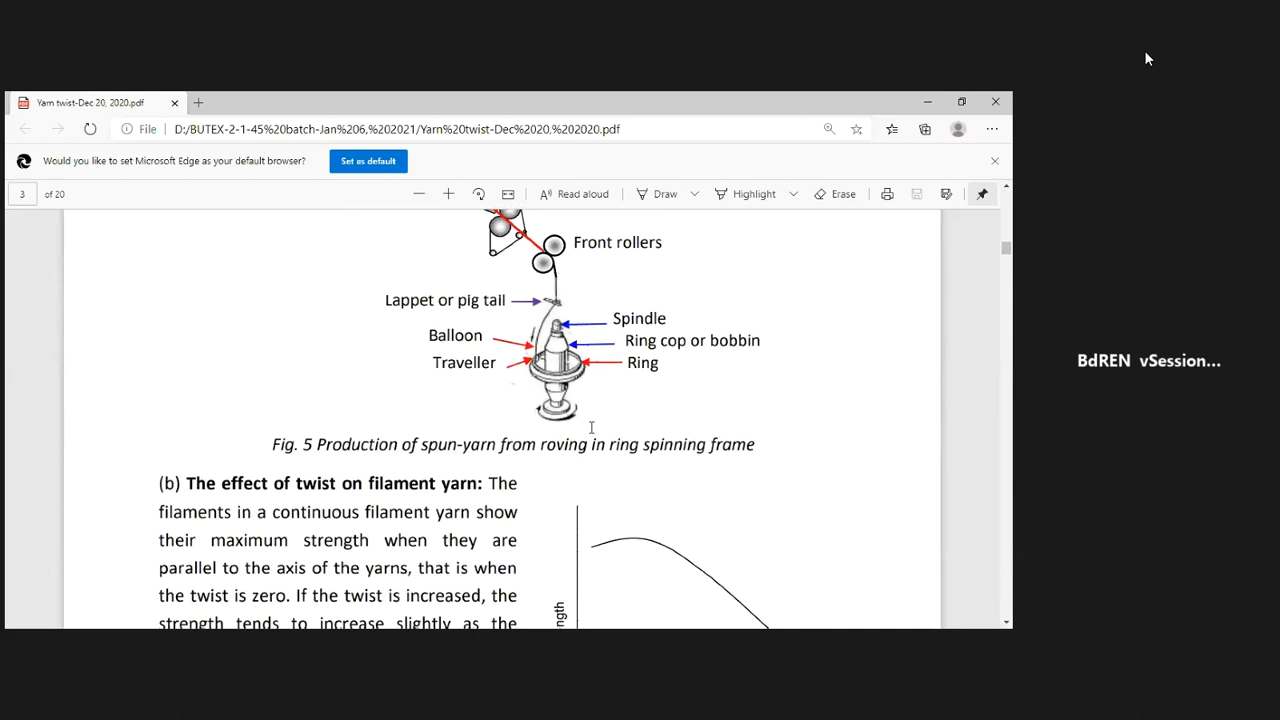 Yarn twist-Dec 20, 2020.pdf
File D:/BUTEX-2-1-45%20batch-Jan%206,%202021/Yarn%20twist-Dec%2020,%202020.pdf
Would you like to set Microsoft Edge as your default browser? Set as default
3 of 20 Read aloud Draw Highlight Erase
Front rollers
Lappet or pig tail
Spindle
Balloon
Ring cop or bobbin
Traveller
Ring
Fig. 5 Production of spun-yarn from roving in ring spinning frame
(b) The effect of twist on filament yarn: The
filaments in a continuous filament yarn show
their maximum strength when they are
parallel to the axis of the yarns, that is when
the twist is zero. If the twist is increased, the
strength tends to increase slightly as the
ngth
BdREN vSession...